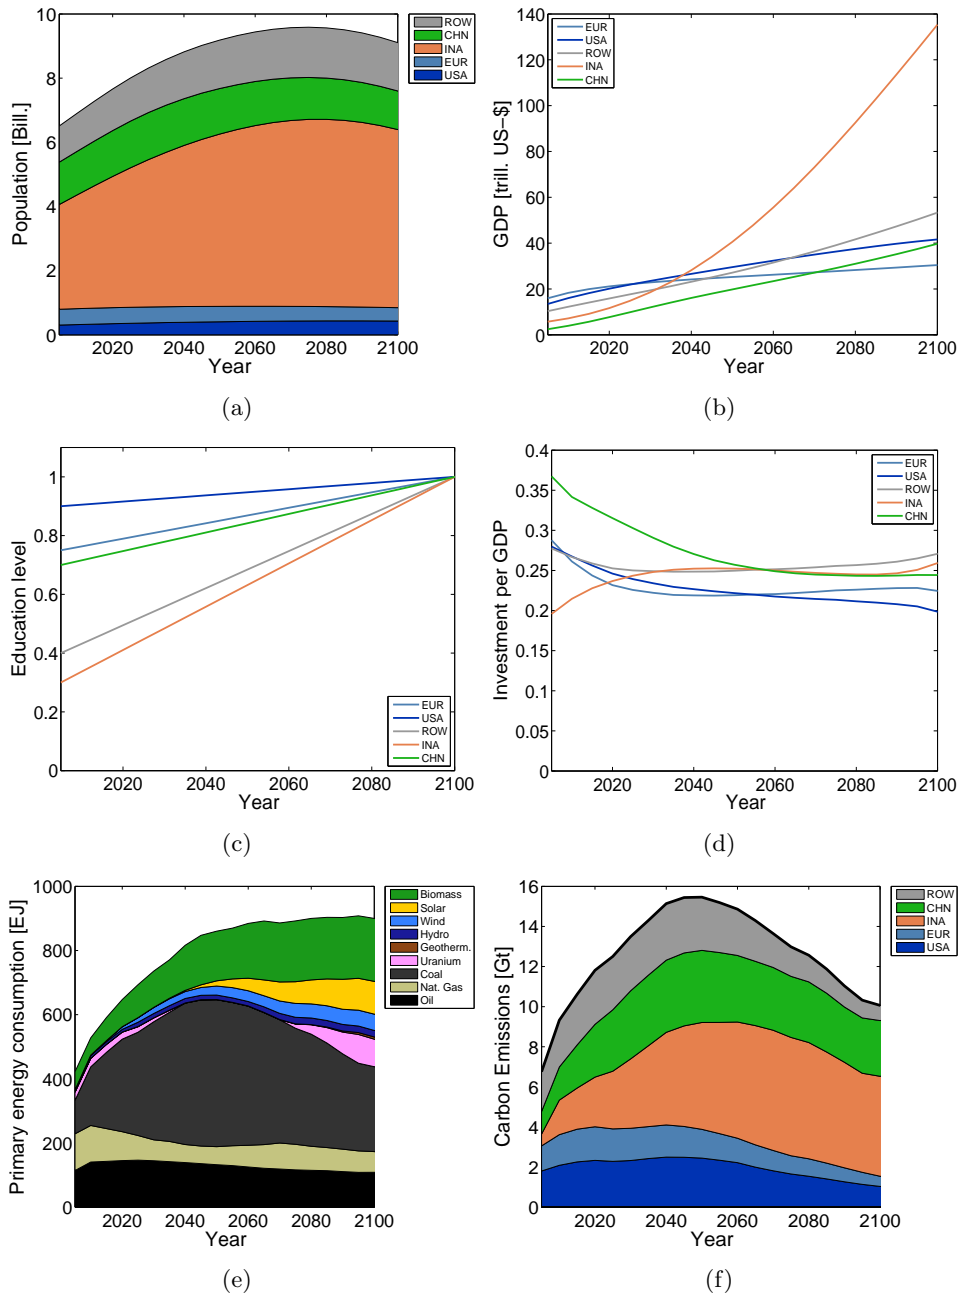 10
8
6
4
2
0
Population [Bill.]
2020 2040 2060 2080 2100
Year
ROW
CHN
INA
EUR
USA
(a)
140
120
100
80
60
40
20
0
GDP [trill. US-$]
2020 2040 2060 2080 2100
Year
EUR
USA
ROW
INA
CHN
(b)
1
0.8
0.6
0.4
0.2
0
Education level
2020 2040 2060 2080 2100
Year
EUR
USA
ROW
INA
CHN
(c)
0.4
0.35
0.3
0.25
0.2
0.15
0.1
0.05
0
Investment per GDP
2020 2040 2060 2080 2100
Year
EUR
USA
ROW
INA
CHN
(d)
1000
800
600
400
200
0
Primary energy consumption [EJ]
2020 2040 2060 2080 2100
Year
Biomass
Solar
Wind
Hydro
Geotherm.
Uranium
Coal
Nat. Gas
Oil
(e)
16
14
12
10
8
6
4
2
0
Carbon Emissions [Gt]
2020 2040 2060 2080 2100
Year
ROW
CHN
INA
EUR
USA
(f)